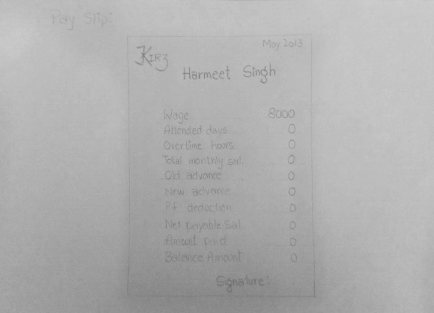 Pay Slip:
May 2013
KIRZ
Harmeet Singh
Wage 8000
Attended days 0
Overtime hours 0
Total monthly sal. 0
Old advance 0
New advance 0
P.F deduction 0
Net payable Sal. 0
Amount paid 0
Balance Amount 0
Signature: